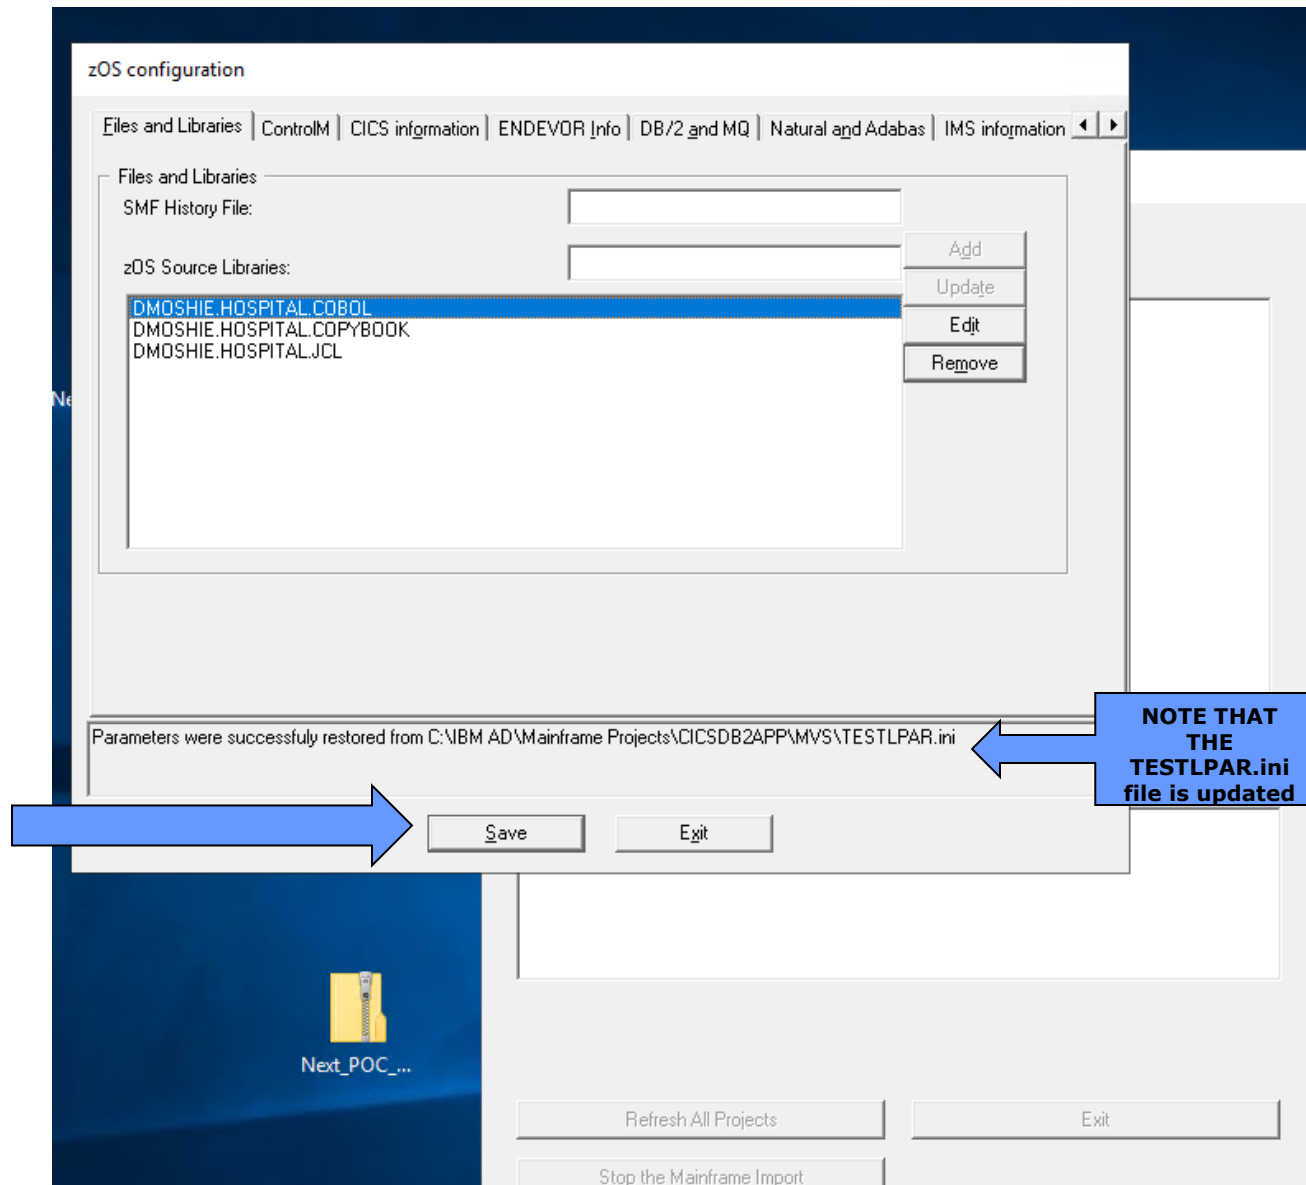 zOS configuration
Files and Libraries ControlM CICS information ENDEVOR Info DB/2 and MQ Natural and Adabas IMS information
Files and Libraries
SMF History File:
zOS Source Libraries:
Add
Update
Edit
Remove
DMOSHIE.HOSPITAL.COBOL
DMOSHIE.HOSPITAL.COPYBOOK
DMOSHIE.HOSPITAL.JCL
Ne
Parameters were successfuly restored from C:\IBM AD\Mainframe Projects\CICSDB2APP\MVS\TESTLPAR.ini
NOTE THAT
THE
TESTLPAR.ini
file is updated
Save Exit
Next_POC_...
Refresh All Projects Exit
Stop the Mainframe Import